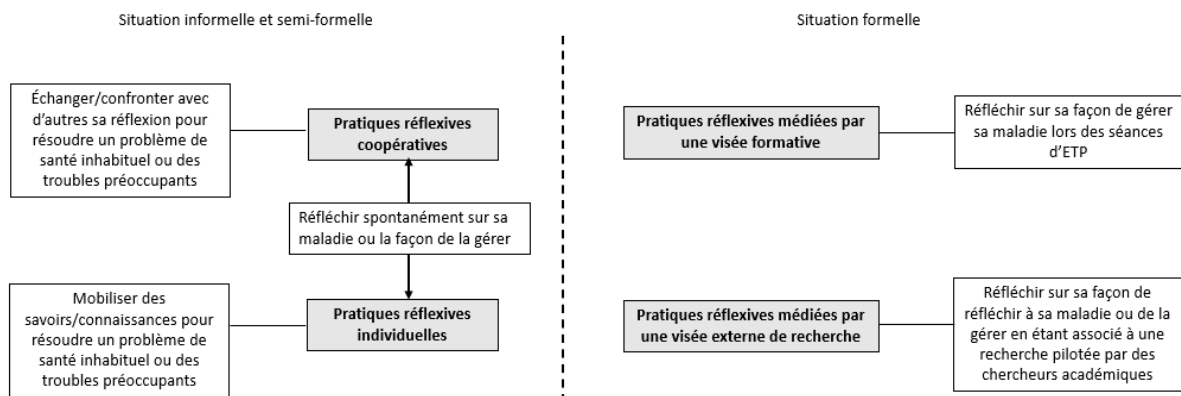 Situation informelle et semi-formelle
Situation formelle
Échanger/confronter avec
d'autres sa réflexion pour
résoudre un problème de
santé inhabituel ou des
troubles préoccupants
Pratiques réflexives
coopératives
Réfléchir spontanément sur sa
maladie ou la façon de la gérer
Mobiliser des
savoirs/connaissances pour
résoudre un problème de
santé inhabituel ou des
troubles préoccupants
Pratiques réflexives
individuelles
Pratiques réflexives médiées par
une visée formative
Réfléchir sur sa façon de gérer
sa maladie lors des séances
d'ETP
Pratiques réflexives médiées par
une visée externe de recherche
Réfléchir sur sa façon de
réfléchir à sa maladie ou de la
gérer en étant associé à une
recherche pilotée par des
chercheurs académiques